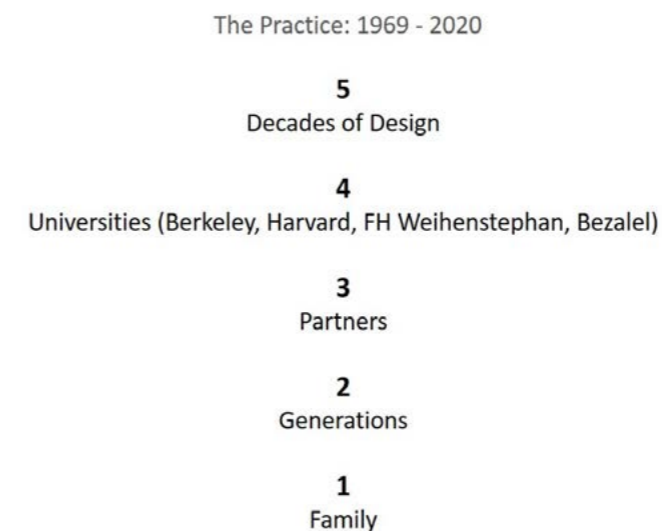 The Practice: 1969 - 2020
5
Decades of Design
4
Universities (Berkeley, Harvard, FH Weihenstephan, Bezalel)
3
Partners
2
Generations
1
Family